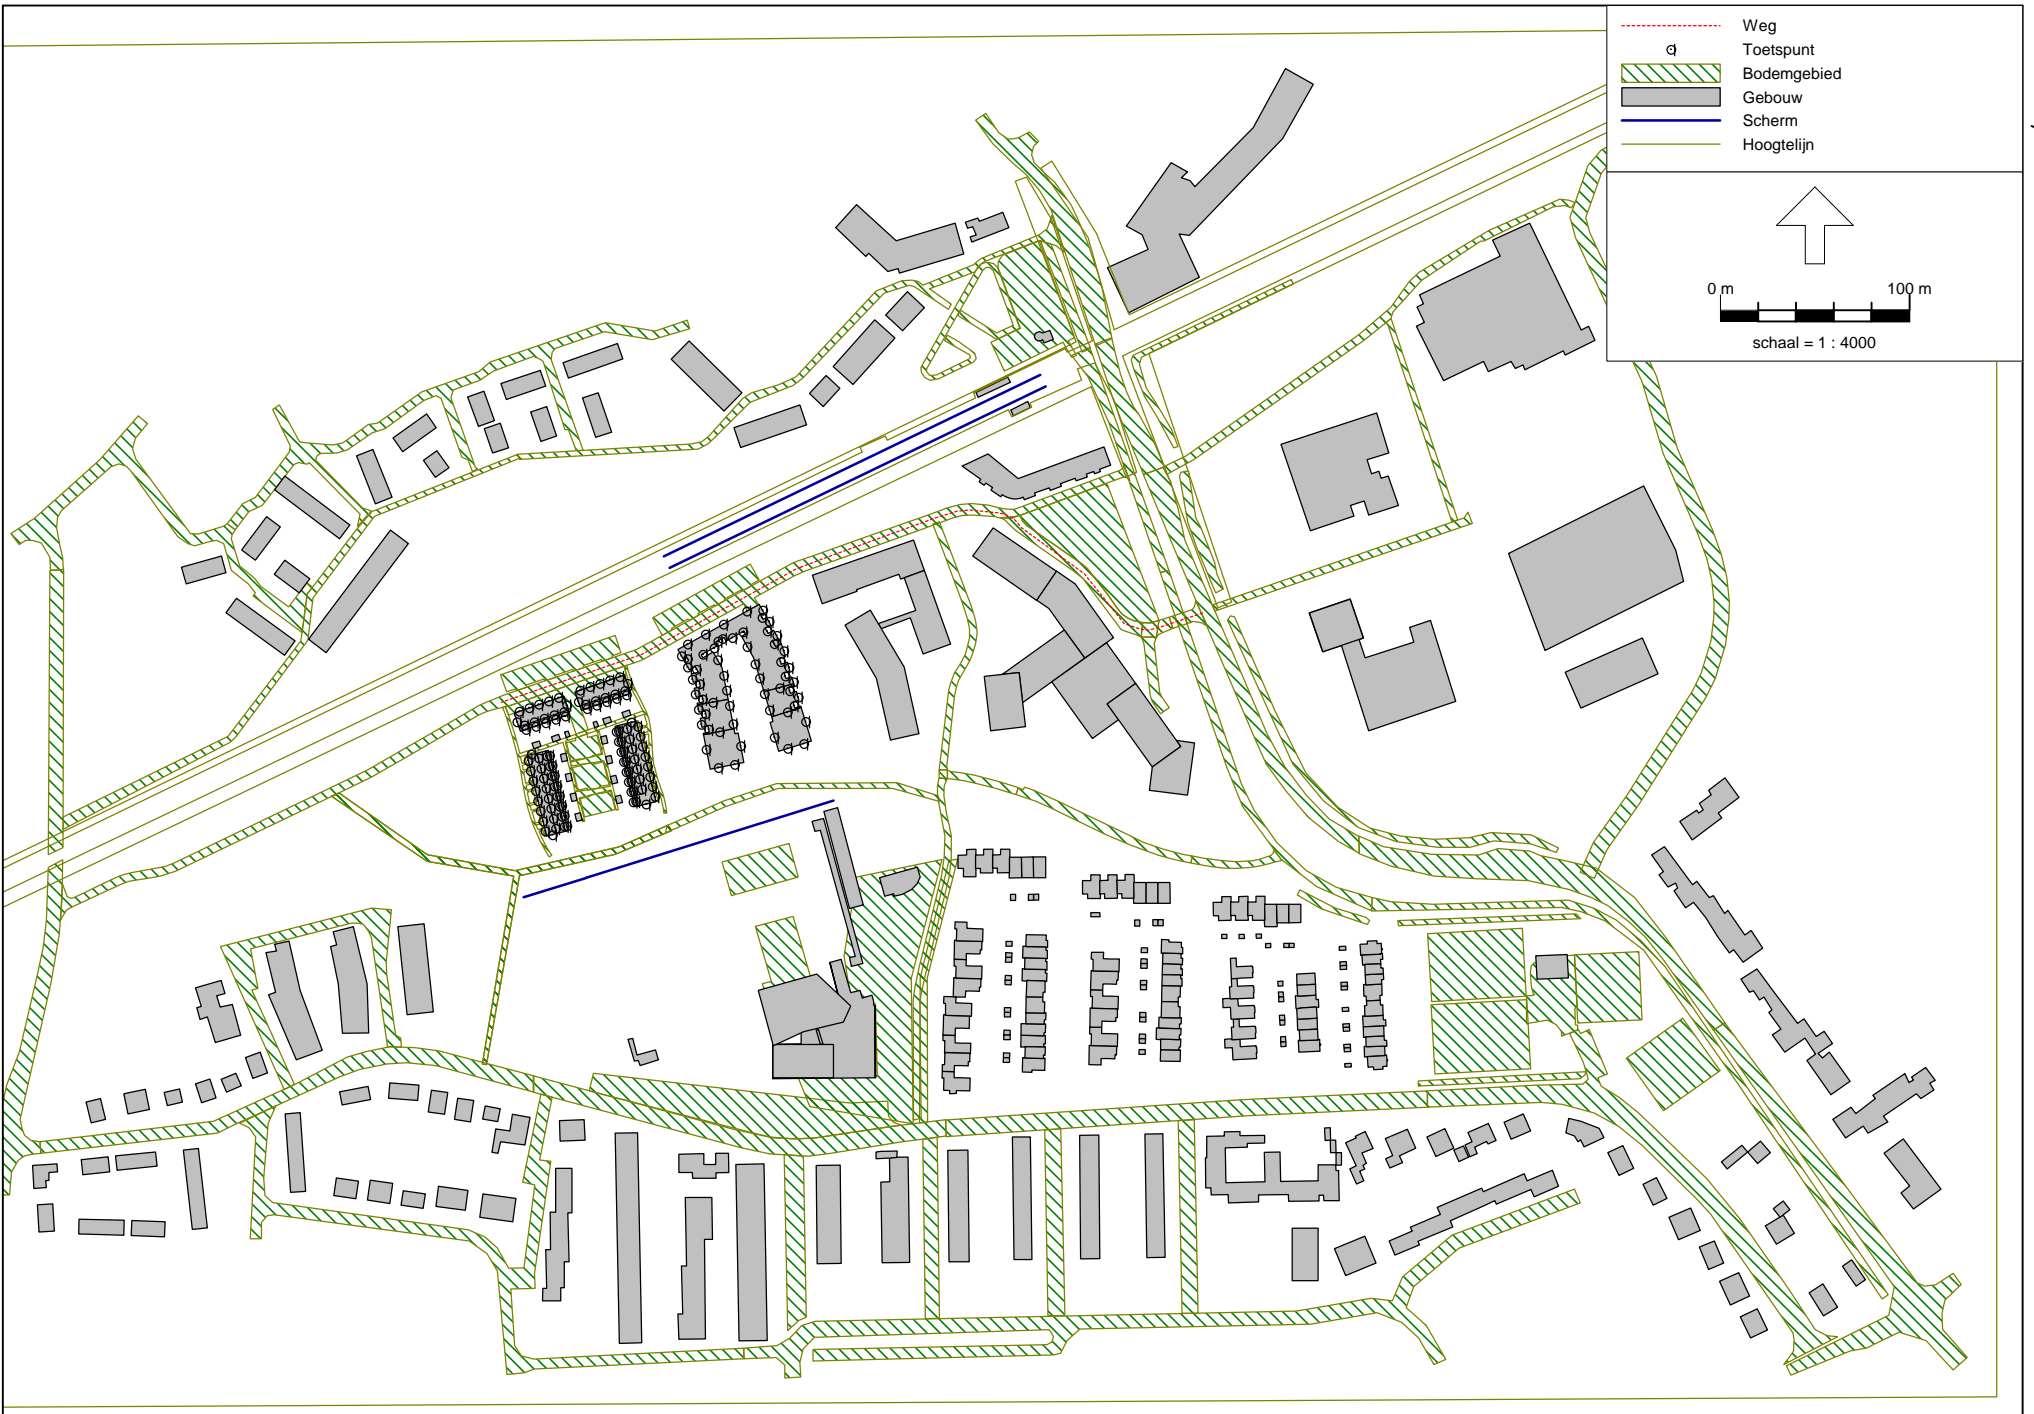 Weg
Toetspunt
Bodemgebied
Gebouw
Scherm
Hoogtelijn
0 m 100 m
schaal = 1 : 4000